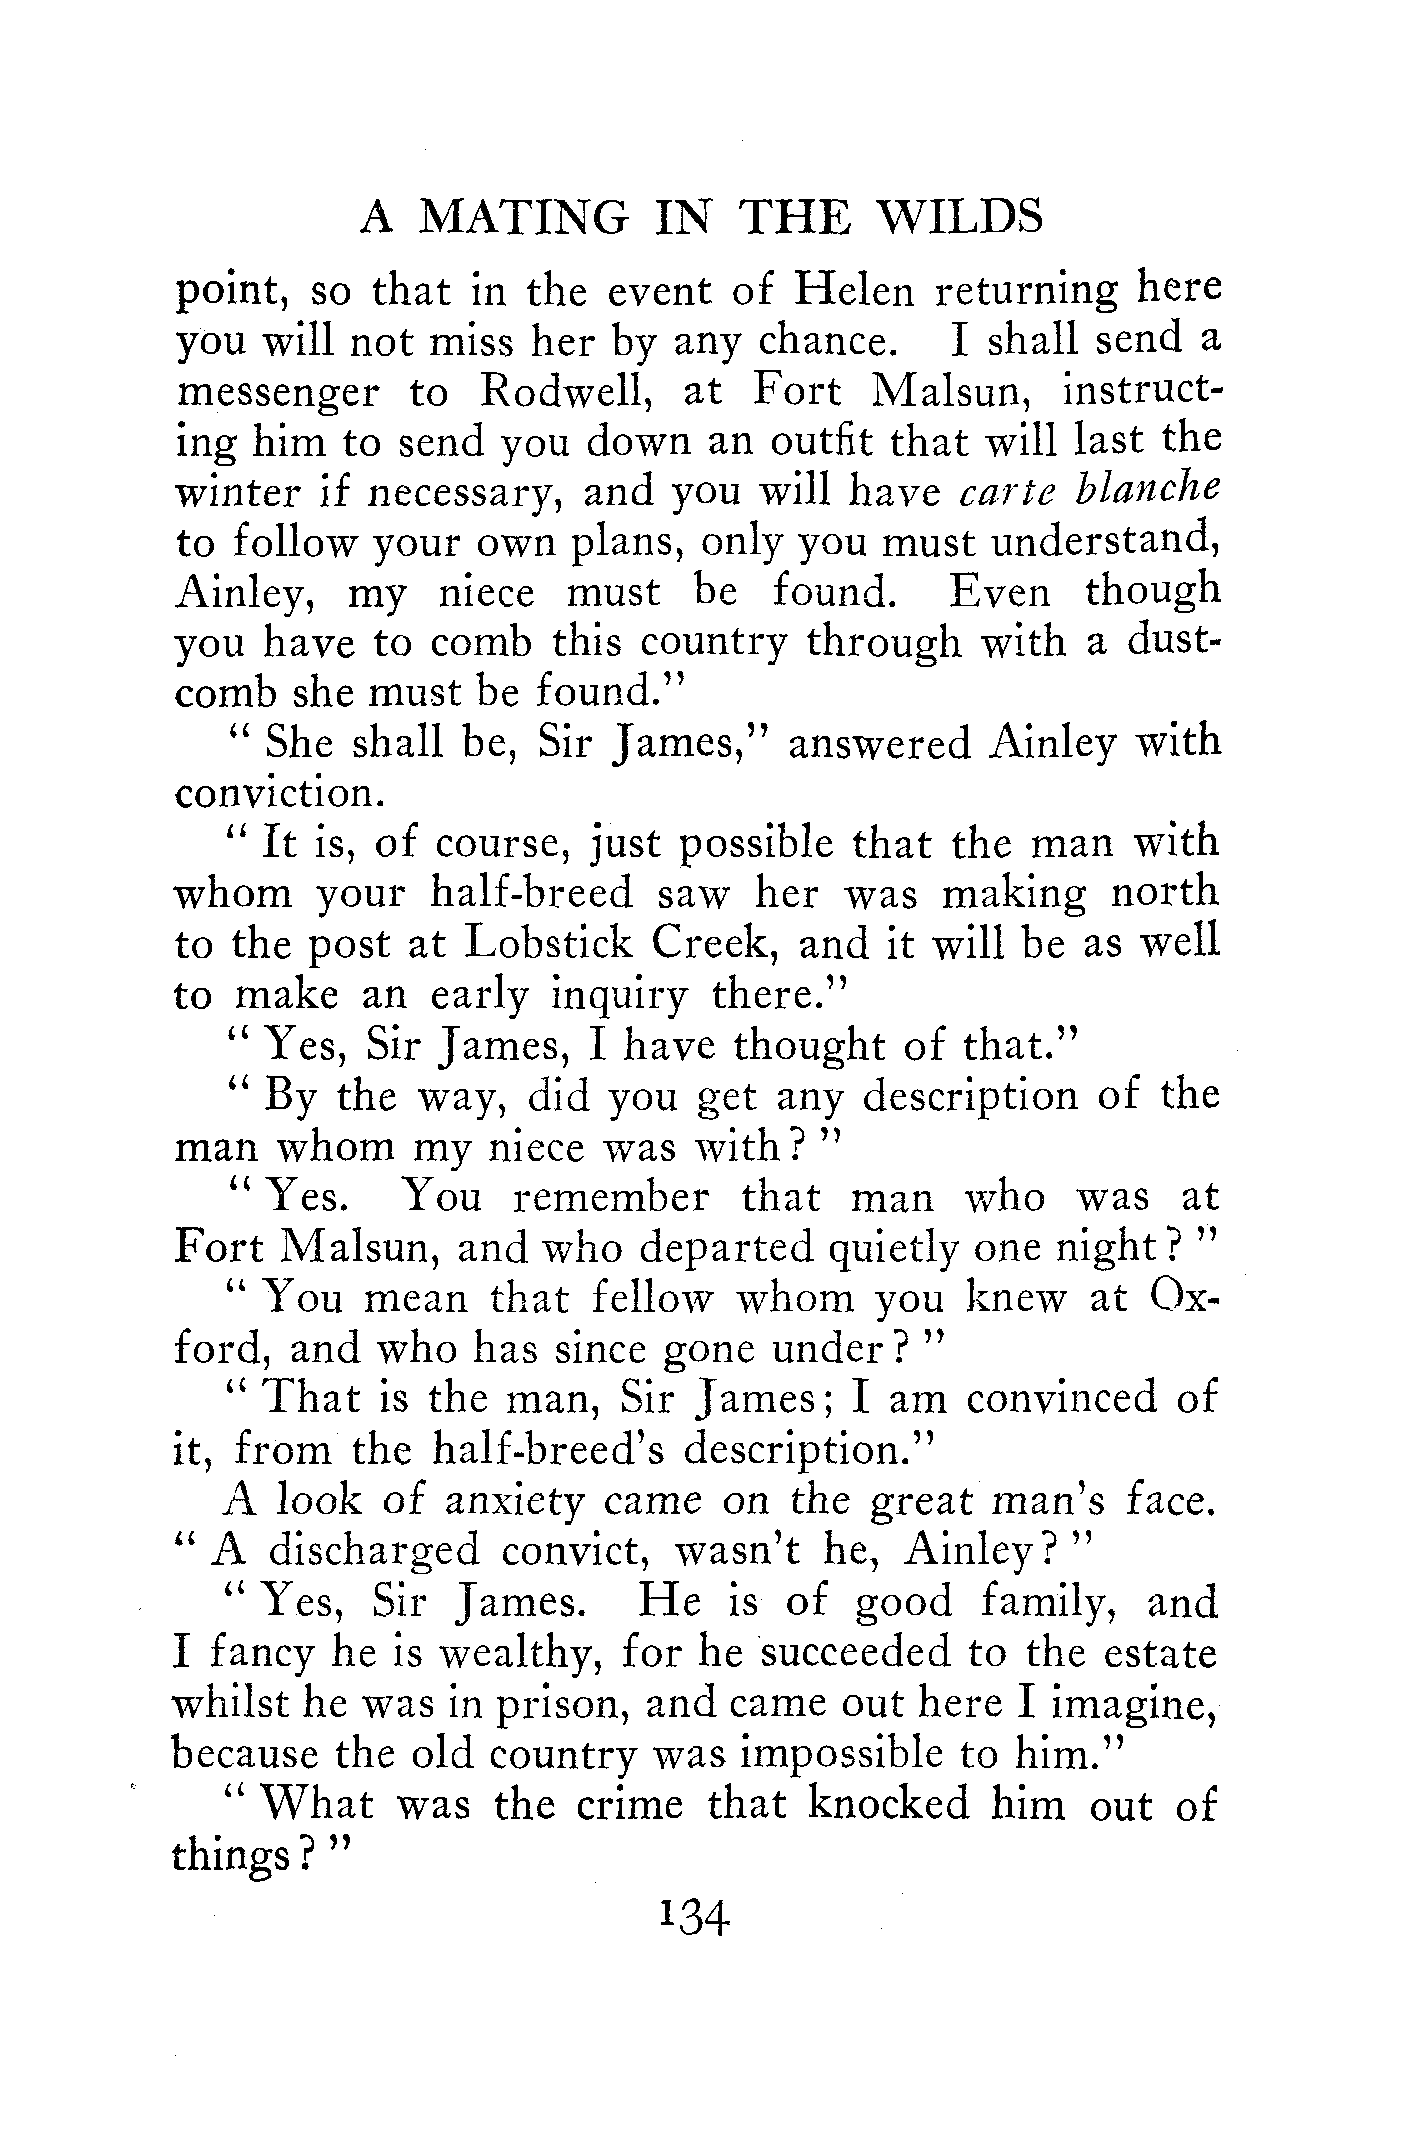 A MATING IN THE WILDS
point, so that in the event of Helen returning here
you will not miss her by any chance. I shall send a
messenger to Rodwell, at Fort Malsun, instruct-
ing him to send you down an outfit that will last the
winter if necessary, and you will have carte blanche
to follow your own plans, only you must understand,
Ainley, my niece must be found. Even though
you have to comb this country through with a dust-
comb she must be found."
" She shall be, Sir James," answered Ainley with
conviction.
" It is, of course, just possible that the man with
whom your half-breed saw her was making north
to the post at Lobstick Creek, and it will be as well
to make an early inquiry there."
" Yes, Sir James, I have thought of that."
" By the way, did you get any description of the
man whom my niece was with? "
" Yes. You remember that man who was at
Fort Malsun, and who departed quietly one night? "
" You mean that fellow whom you knew at Ox-
ford, and who has since gone under? "
" That is the man, Sir James; I am convinced of
it, from the half-breed's description."
A look of anxiety came on the great man's face.
" A discharged convict, wasn't he, Ainley? "
" Yes, Sir James. He is of good family, and
I fancy he is wealthy, for he succeeded to the estate
whilst he was in prison, and came out here I imagine,
because the old country was impossible to him."
" What was the crime that knocked him out of
things? "
134